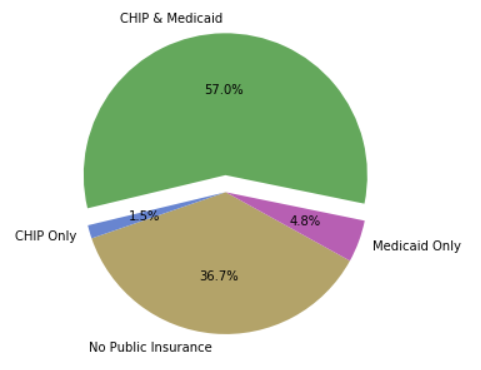 CHIP & Medicaid
57.0%
1.5%
4.8%
CHIP Only
Medicaid Only
36.7%
No Public Insurance